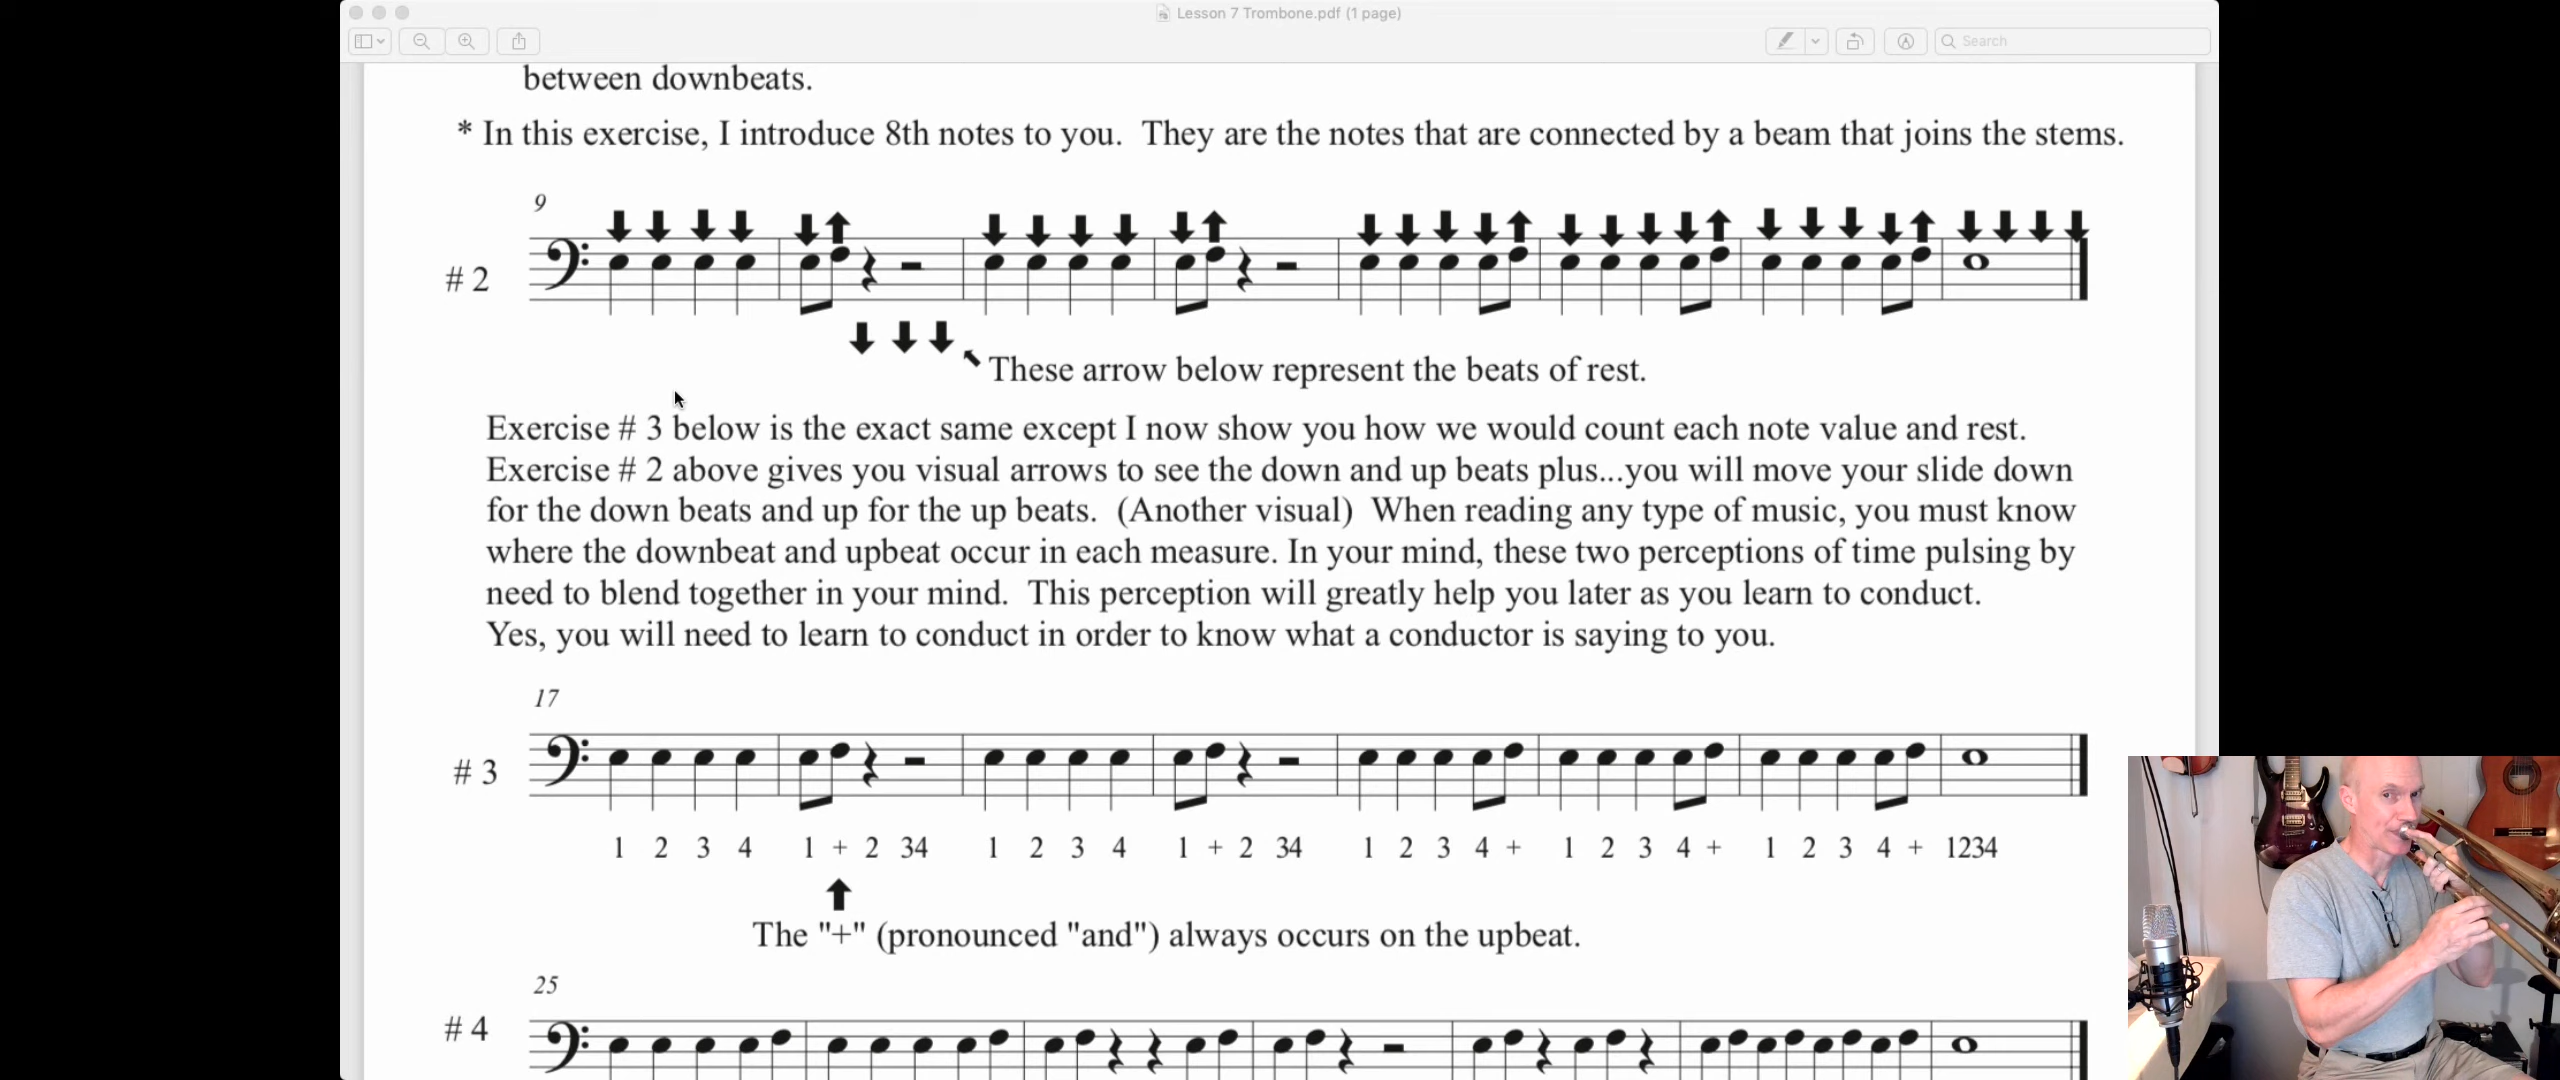 Lesson 7 Trombone.pdf (1 page)
Search
between downbeats.
* In this exercise, I introduce 8th notes to you. They are the notes that are connected by a beam that joins the stems.
9
# 2
These arrow below represent the beats of rest.
Exercise # 3 below is the exact same except I now show you how we would count each note value and rest.
Exercise # 2 above gives you visual arrows to see the down and up beats plus...you will move your slide down
for the down beats and up for the up beats. (Another visual) When reading any type of music, you must know
where the downbeat and upbeat occur in each measure. In your mind, these two perceptions of time pulsing by
need to blend together in your mind. This perception will greatly help you later as you learn to conduct.
Yes, you will need to learn to conduct in order to know what a conductor is saying to you.
17
# 3
1 2 3 4 1 + 2 34 1 2 3 4 1 + 2 34 1 2 3 4 + 1 2 3 4 + 1 2 3 4 + 1234
The "+" (pronounced "and") always occurs on the upbeat.
25
# 4